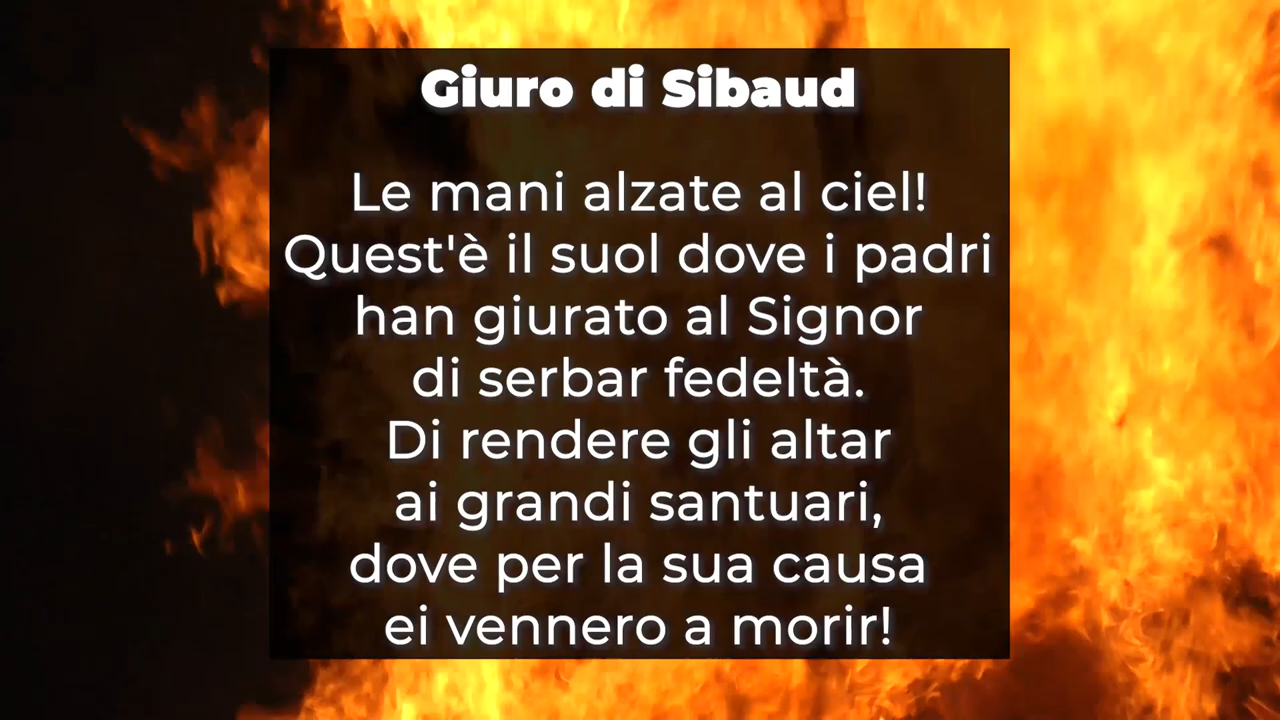 Giuro di Sibaud
Le mani alzate al ciel!
Quest'è il suol dove i padri
han giurato al Signor
di serbar fedeltà.
Di rendere gli altar
ai grandi santuari,
dove per la sua causa
ei vennero a morir!